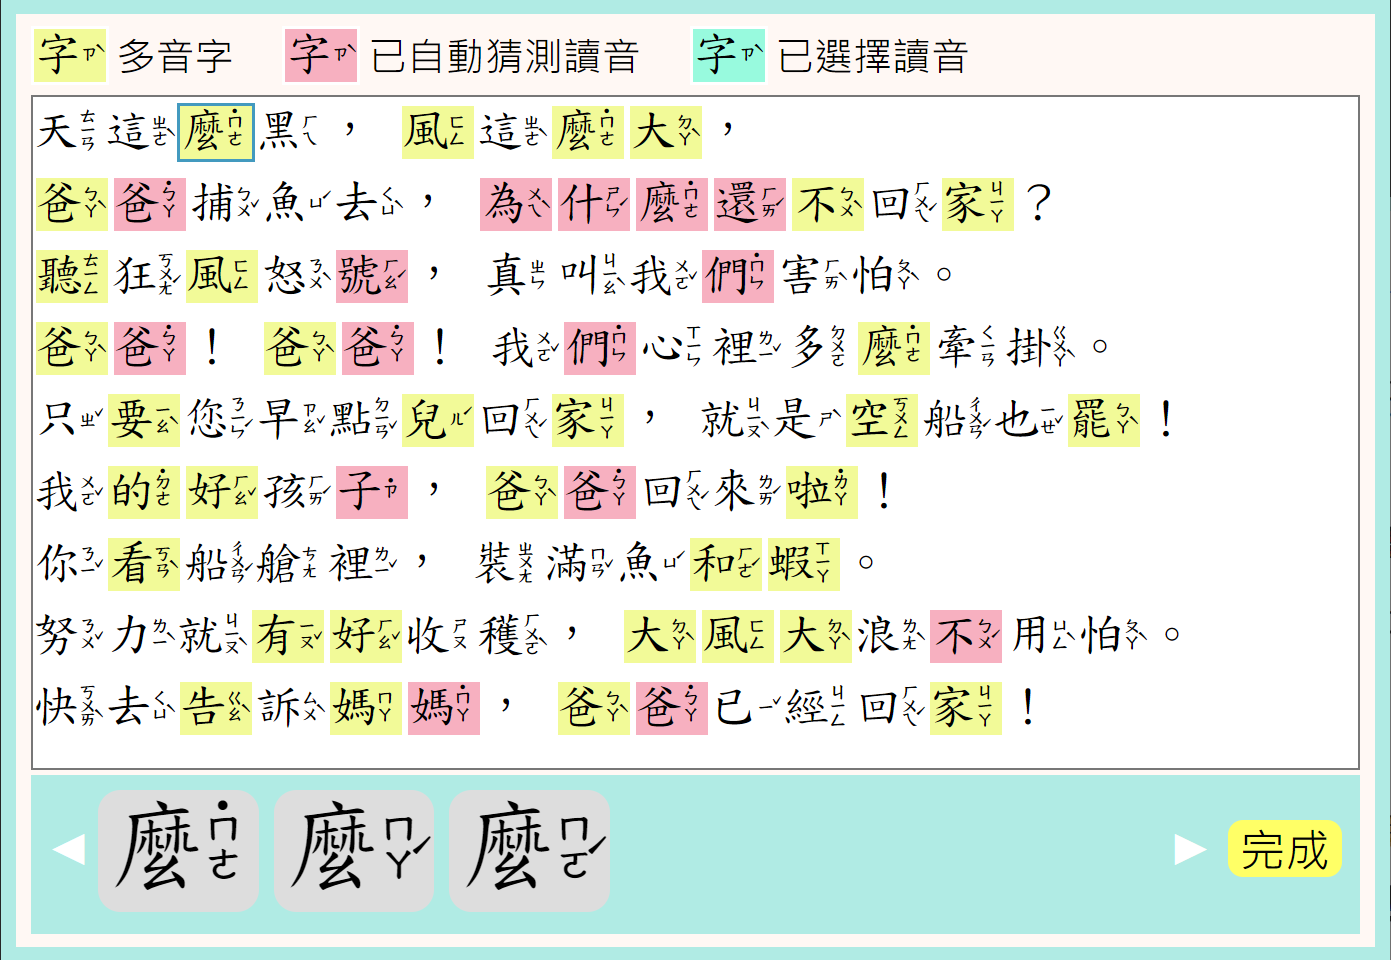 字ㄗˋ 多音字 字ㄗˋ 已自動猜測讀音 字ㄗˋ 已選擇讀音
天ㄊㄧㄢ這ㄓㄜˋ麼˙ㄇㄜ黑ㄏㄟ，風ㄈㄥ這ㄓㄜˋ麼˙ㄇㄜ大ㄉㄚˋ，
爸ㄅㄚˋ爸˙ㄅㄚ捕ㄅㄨˇ魚ㄩˊ去ㄑㄩˋ，為ㄨㄟˋ什ㄕㄣˊ麼˙ㄇㄜ還ㄏㄞˊ不ㄅㄨˋ回ㄏㄨㄟˊ家ㄐㄧㄚ？
聽ㄊㄧㄥ狂ㄎㄨㄤˊ風ㄈㄥ怒ㄋㄨˋ號ㄏㄠˊ，真ㄓㄣ叫ㄐㄧㄠˋ我ㄨㄛˇ們˙ㄇㄣ害ㄏㄞˋ怕ㄆㄚˋ。
爸ㄅㄚˋ爸˙ㄅㄚ！爸ㄅㄚˋ爸˙ㄅㄚ！我ㄨㄛˇ們˙ㄇㄣ心ㄒㄧㄣ裡ㄌㄧˇ多ㄉㄨㄛ麼˙ㄇㄜ牽ㄑㄧㄢ掛ㄍㄨㄚˋ。
只ㄓˇ要ㄧㄠˋ您ㄋㄧㄣˊ早ㄗㄠˇ點ㄉㄧㄢˇ兒ㄦˊ回ㄏㄨㄟˊ家ㄐㄧㄚ，就ㄐㄧㄡˋ是ㄕˋ空ㄎㄨㄥ船ㄔㄨㄢˊ也ㄧㄝˇ罷ㄅㄚˋ！
我ㄨㄛˇ的˙ㄉㄜ好ㄏㄠˇ孩ㄏㄞˊ子˙ㄗ，爸ㄅㄚˋ爸˙ㄅㄚ回ㄏㄨㄟˊ來ㄌㄞˊ啦˙ㄌㄚ！
你ㄋㄧˇ看ㄎㄢˋ船ㄔㄨㄢˊ艙ㄘㄤ裡ㄌㄧˇ，裝ㄓㄨㄤ滿ㄇㄢˇ魚ㄩˊ和ㄏㄜˊ蝦ㄒㄧㄚ。
努ㄋㄨˇ力ㄌㄧˋ就ㄐㄧㄡˋ有ㄧㄡˇ好ㄏㄠˇ收ㄕㄡ穫ㄏㄨㄛˋ，大ㄉㄚˋ風ㄈㄥ大ㄉㄚˋ浪ㄌㄤˋ不ㄅㄨˊ用ㄩㄥˋ怕ㄆㄚˋ。
快ㄎㄨㄞˋ去ㄑㄩˋ告ㄍㄠˋ訴ㄙㄨˋ媽ㄇㄚ媽˙ㄇㄚ，爸ㄅㄚˋ爸˙ㄅㄚ已ㄧˇ經ㄐㄧㄥ回ㄏㄨㄟˊ家ㄐㄧㄚ！
麼˙ㄇㄜ 麼ㄇㄚˊ 麼ㄇㄛˊ 完成